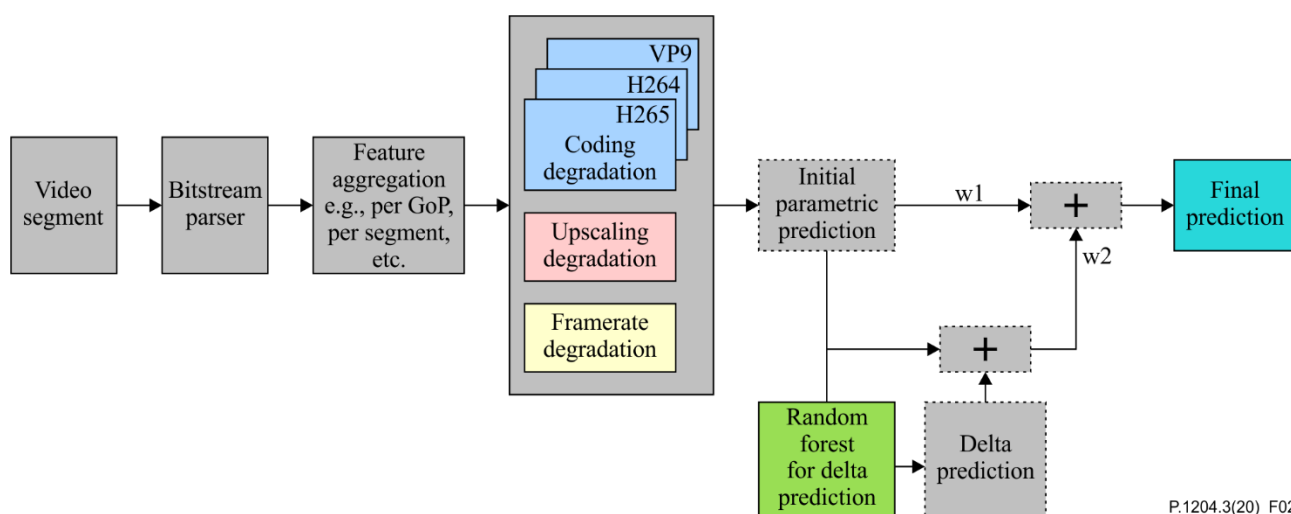 Video
segment
Bitstream
parser
Feature
aggregation
e.g., per GoP,
per segment,
etc.
VP9
H264
H265
Coding
degradation
Upscaling
degradation
Framerate
degradation
Initial
parametric
prediction
w1
+
Final
prediction
w2
+
Random
forest
for delta
prediction
Delta
prediction
P.1204.3(20)_F02